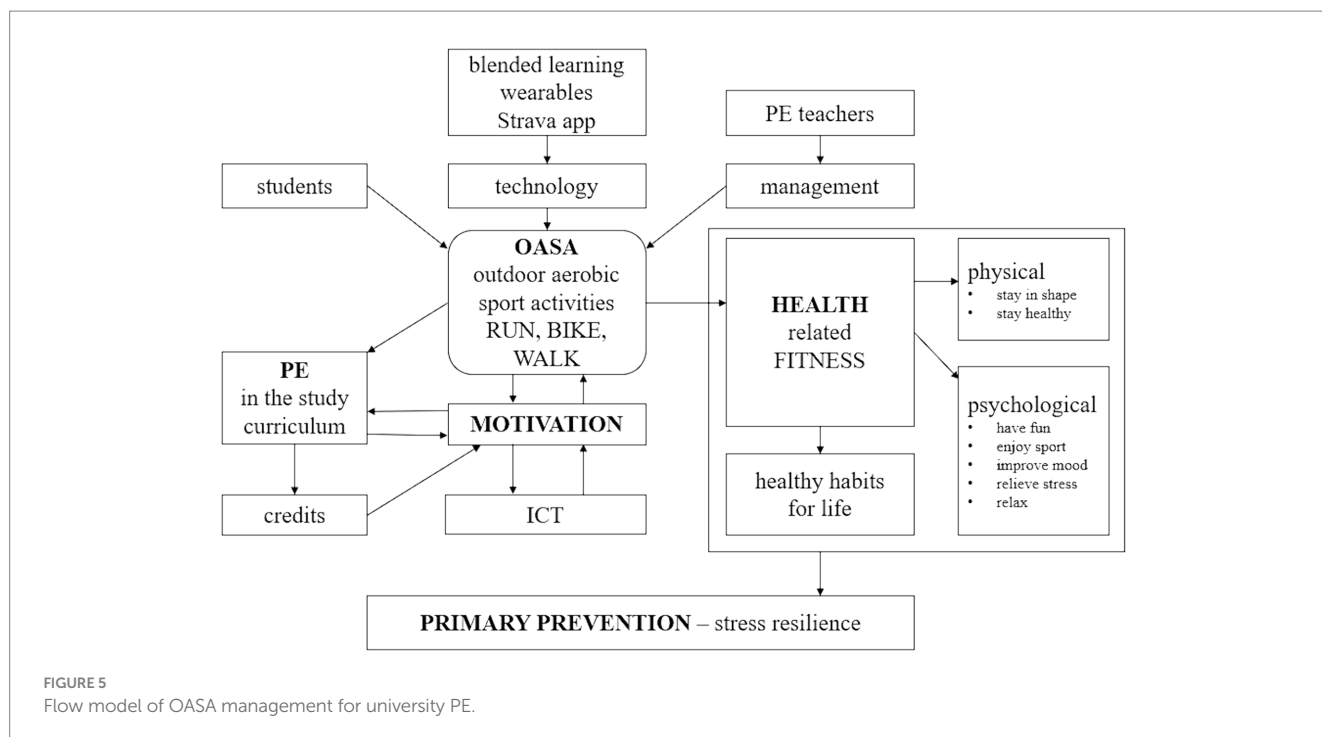 blended learning
wearables
Strava app
PE teachers
students
technology
management
OASA
outdoor aerobic
sport activities
RUN, BIKE,
WALK
HEALTH
related
FITNESS
physical
• stay in shape
• stay healthy
PE
in the study
curriculum
MOTIVATION
psychological
• have fun
• enjoy sport
• improve mood
• relieve stress
• relax
healthy habits
for life
credits
ICT
PRIMARY PREVENTION – stress resilience
FIGURE 5
Flow model of OASA management for university PE.